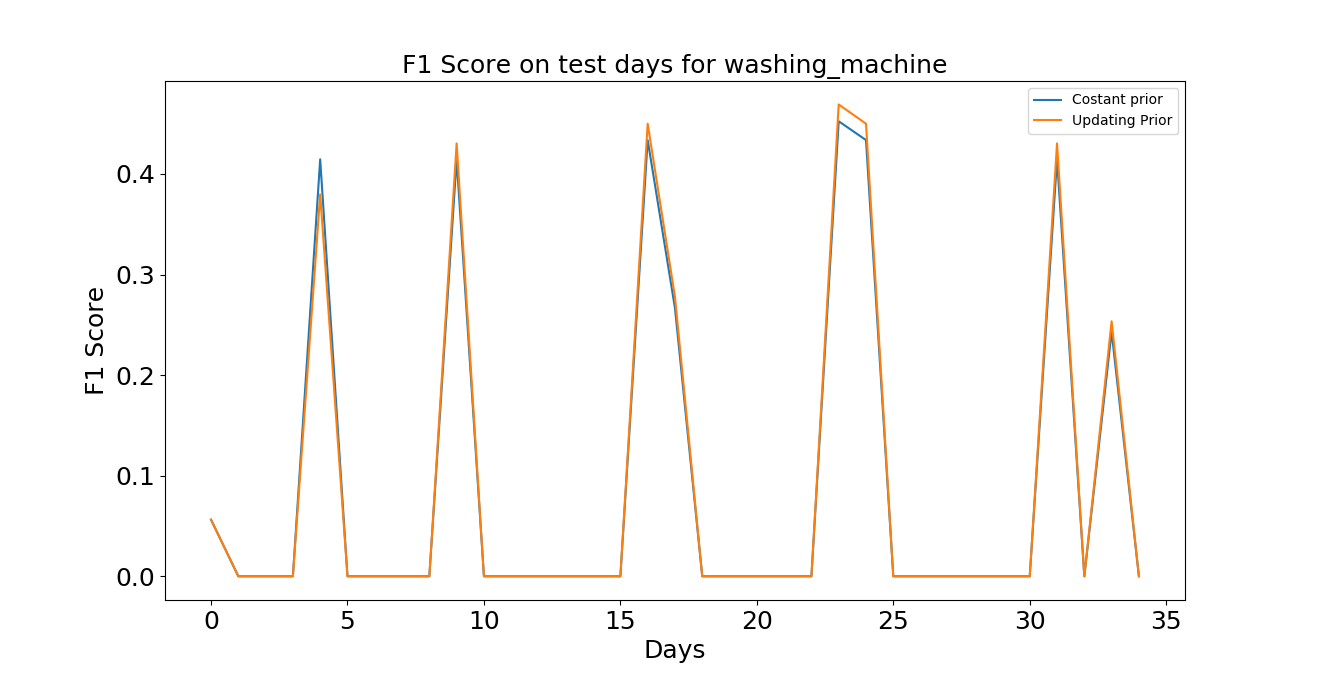 F1 Score on test days for washing_machine
Costant prior
Updating Prior
F1 Score
0.4
0.3
0.2
0.1
0.0
0 5 10 15 20 25 30 35
Days